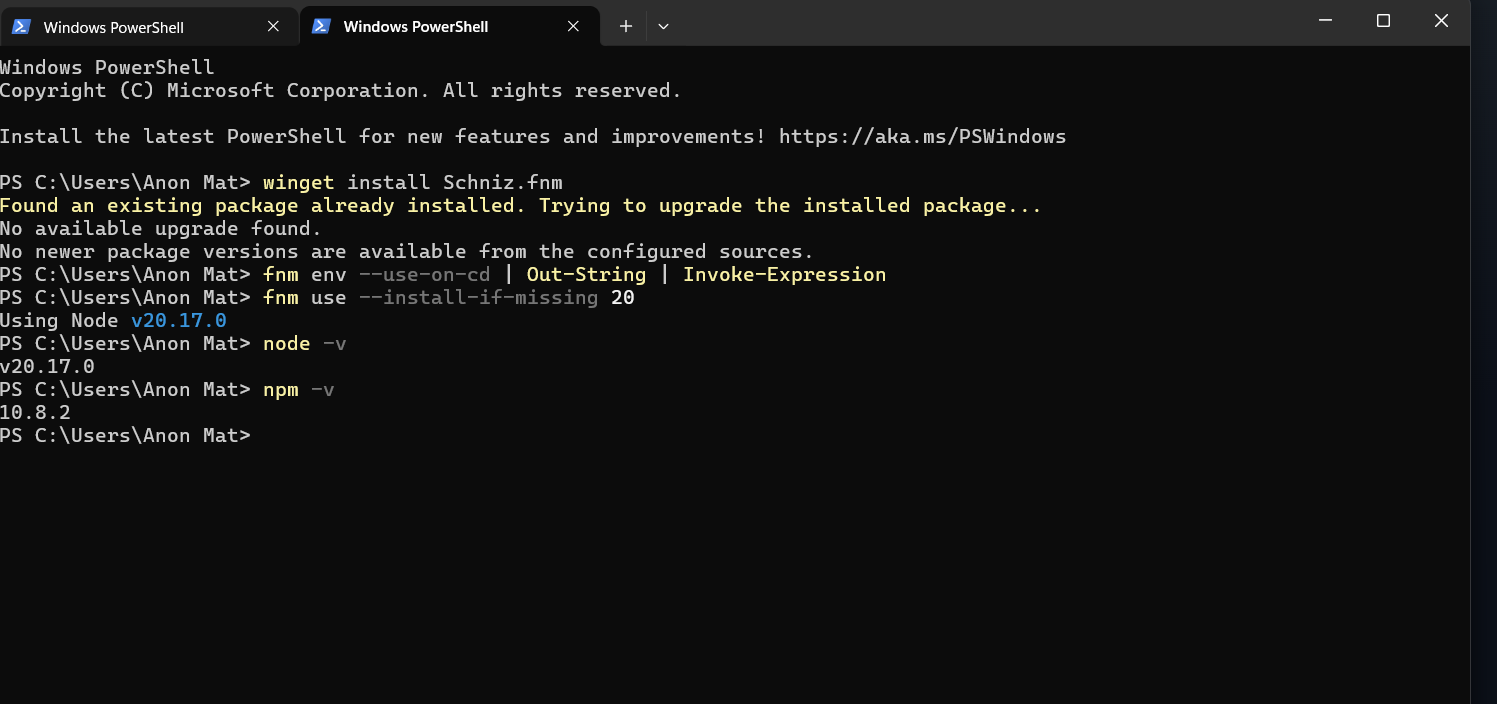 Windows PowerShell
Windows PowerShell
Windows PowerShell
Copyright (C) Microsoft Corporation. All rights reserved.
Install the latest PowerShell for new features and improvements! https://aka.ms/PSWindows
PS C:\Users\Anon Mat> winget install Schniz.fnm
Found an existing package already installed. Trying to upgrade the installed package...
No available upgrade found.
No newer package versions are available from the configured sources.
PS C:\Users\Anon Mat> fnm env --use-on-cd | Out-String | Invoke-Expression
PS C:\Users\Anon Mat> fnm use --install-if-missing 20
Using Node v20.17.0
PS C:\Users\Anon Mat> node -v
v20.17.0
PS C:\Users\Anon Mat> npm -v
10.8.2
PS C:\Users\Anon Mat>